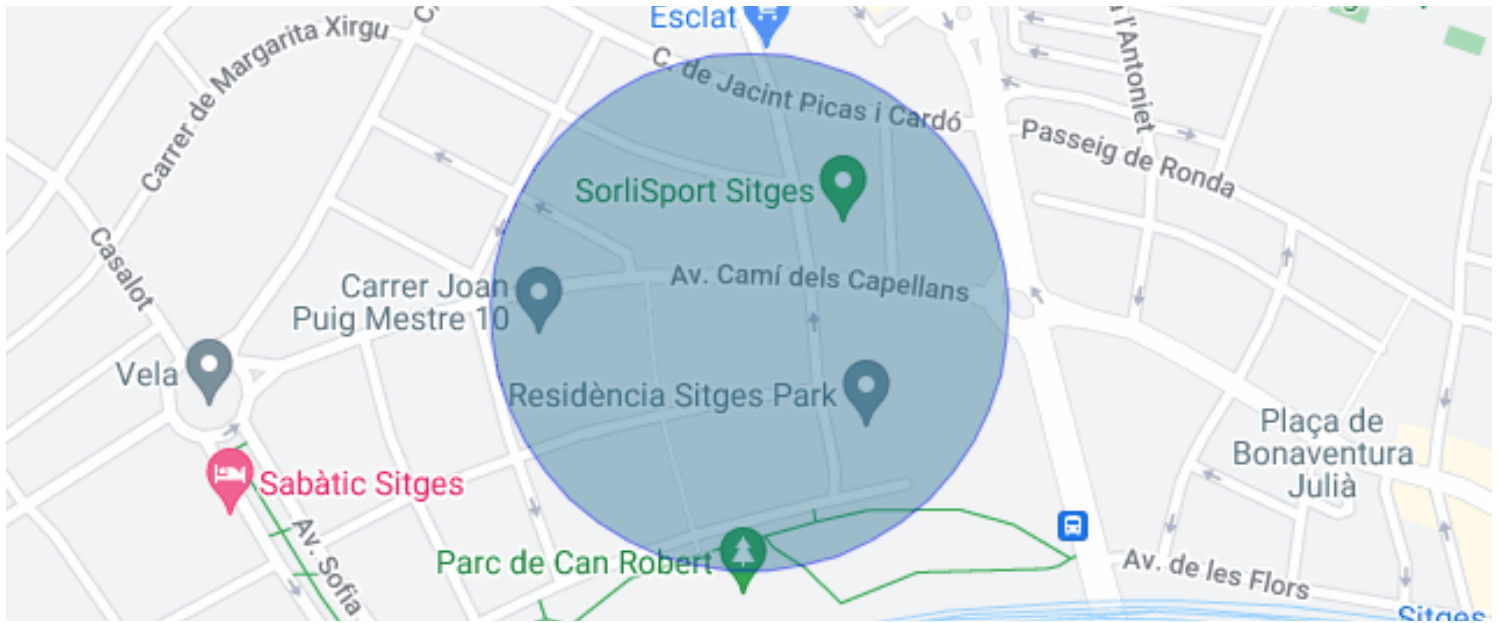 Esclat
Carrer de Margarita Xirgu
C. de Jacint Picas i Cardó
l'Antoniet
Passeig de Ronda
SorliSport Sitges
Casalot
Av. Camí dels Capellans
Carrer Joan
Puig Mestre 10
Vela
Residència Sitges Park
Plaça de
Bonaventura
Julià
Sabàtic Sitges
Av. Sofia
Parc de Can Robert
Av. de les Flors
Sitges